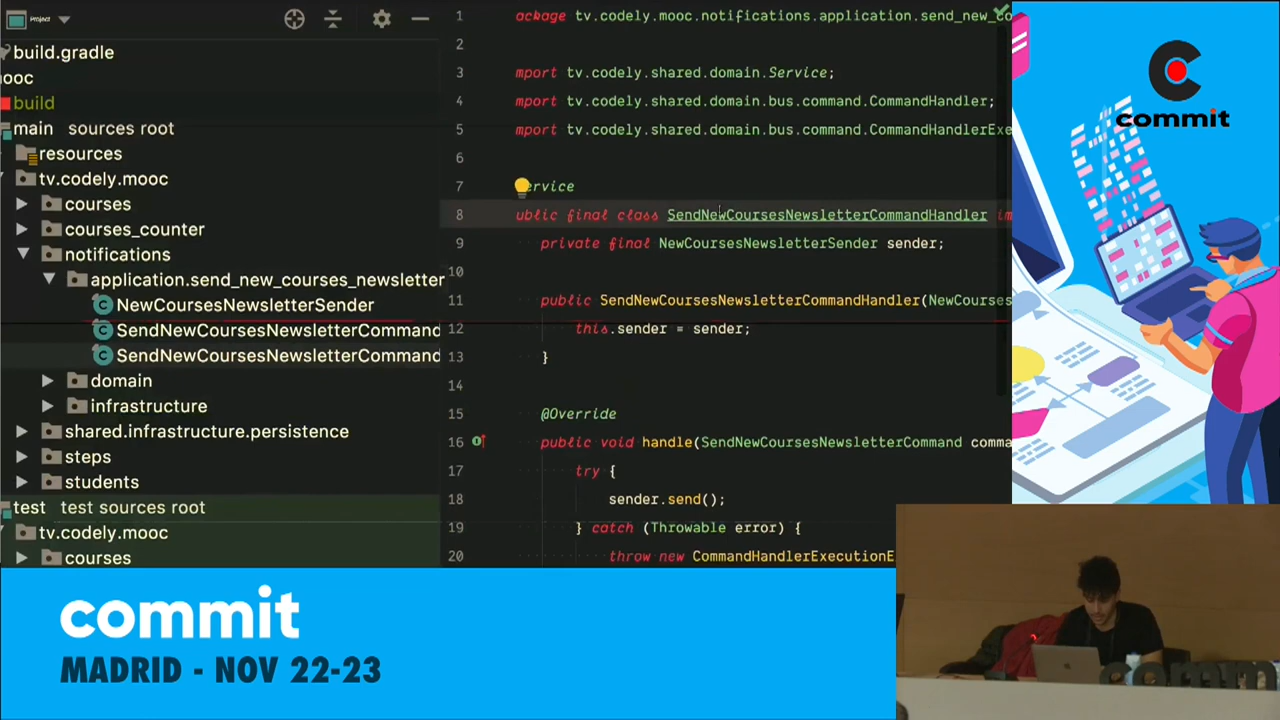 Project
build.gradle
ooc
build
main sources root
resources
tv.codely.mooc
courses
courses_counter
notifications
application.send_new_courses_newsletter
NewCoursesNewsletterSender
SendNewCoursesNewsletterCommand
SendNewCoursesNewsletterCommand
domain
infrastructure
shared.infrastructure.persistence
steps
students
test test sources root
tv.codely.mooc
courses
1 ackage tv.codely.mooc.notifications.application.send_new_co
2
3 mport tv.codely.shared.domain.Service;
4 mport tv.codely.shared.domain.bus.command.CommandHandler;
5 mport tv.codely.shared.domain.bus.command.CommandHandlerExe
6
7 ervice
8 ublic final class SendNewCoursesNewsletterCommandHandler im
9 private final NewCoursesNewsletterSender sender;
10
11 public SendNewCoursesNewsletterCommandHandler(NewCourses
12 this.sender = sender;
13 }
14
15 @Override
16 public void handle(SendNewCoursesNewsletterCommand comma
17 try {
18 sender.send();
19 } catch (Throwable error) {
20 throw new CommandHandlerExecutionE
commit
commit
MADRID - NOV 22-23
comm